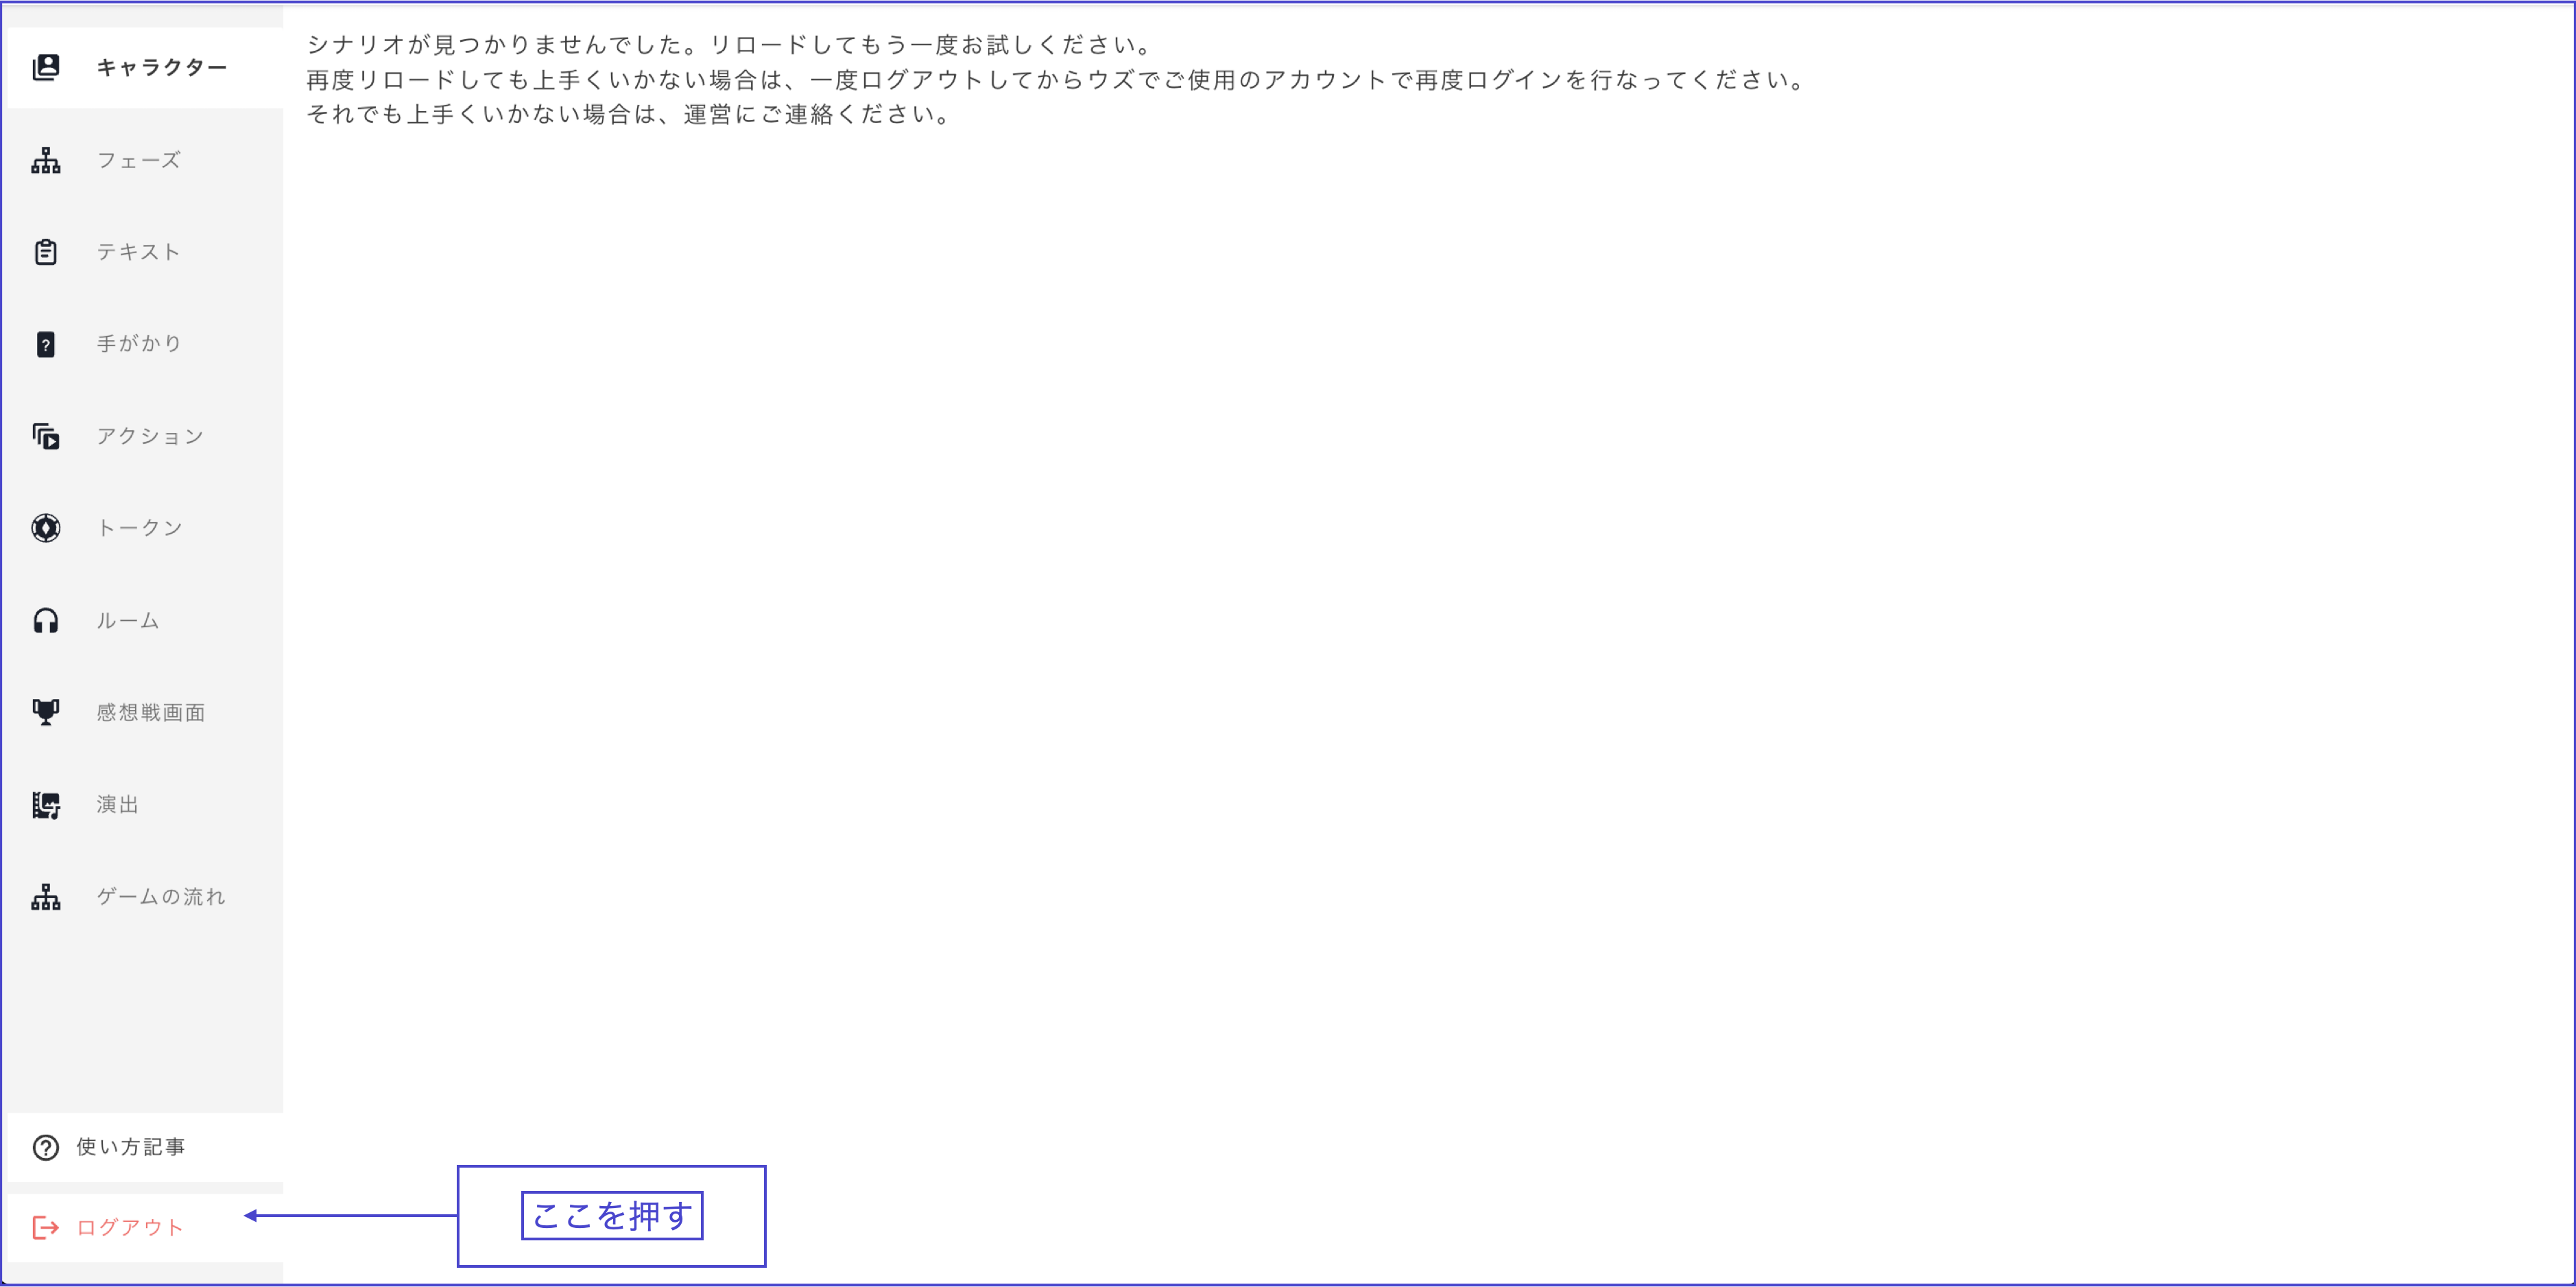 キャラクター
フェーズ
テキスト
手がかり
アクション
トークン
ルーム
感想戦画面
演出
ゲームの流れ
使い方記事
ログアウト
シナリオが見つかりませんでした。リロードしてもう一度お試しください。
再度リロードしても上手くいかない場合は、一度ログアウトしてからウズでご使用のアカウントで再度ログインを行なってください。
それでも上手くいかない場合は、運営にご連絡ください。
ここを押す